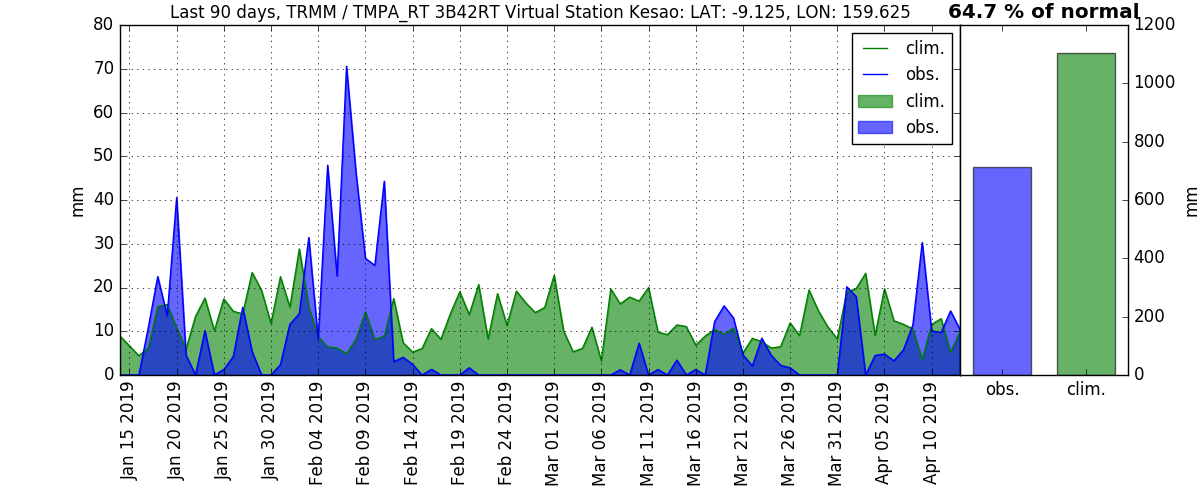 Last 90 days, TRMM / TMPA_RT 3B42RT Virtual Station Kesao: LAT: -9.125, LON: 159.625
64.7 % of normal
80
70
60
50
40
30
20
10
0
mm
clim.
obs.
clim.
obs.
1200
1000
800
600
400
200
0
mm
Jan 15 2019
Jan 20 2019
Jan 25 2019
Jan 30 2019
Feb 04 2019
Feb 09 2019
Feb 14 2019
Feb 19 2019
Feb 24 2019
Mar 01 2019
Mar 06 2019
Mar 11 2019
Mar 16 2019
Mar 21 2019
Mar 26 2019
Mar 31 2019
Apr 05 2019
Apr 10 2019
obs.
clim.